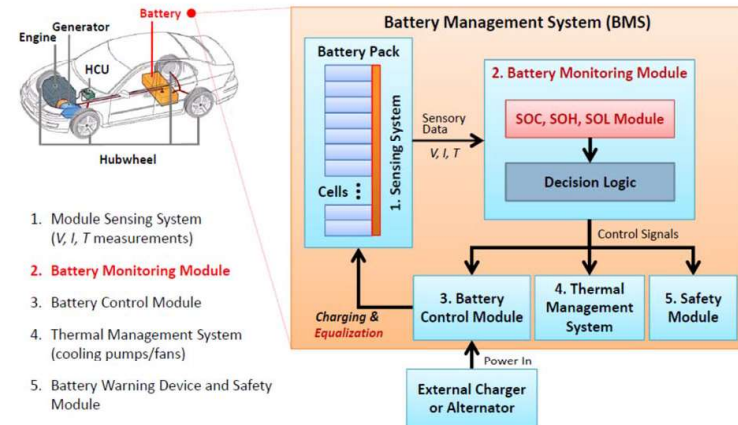 Battery
Generator
Engine
HCU
Hubwheel
1. Module Sensing System
(V, I, T measurements)
2. Battery Monitoring Module
3. Battery Control Module
4. Thermal Management System
(cooling pumps/fans)
5. Battery Warning Device and Safety
Module
Battery Management System (BMS)
Battery Pack
Cells
1. Sensing System
Sensory
Data
V, I, T
2. Battery Monitoring Module
SOC, SOH, SOL Module
Decision Logic
Control Signals
Charging &
Equalization
3. Battery
Control Module
4. Thermal
Management
System
5. Safety
Module
Power In
External Charger
or Alternator